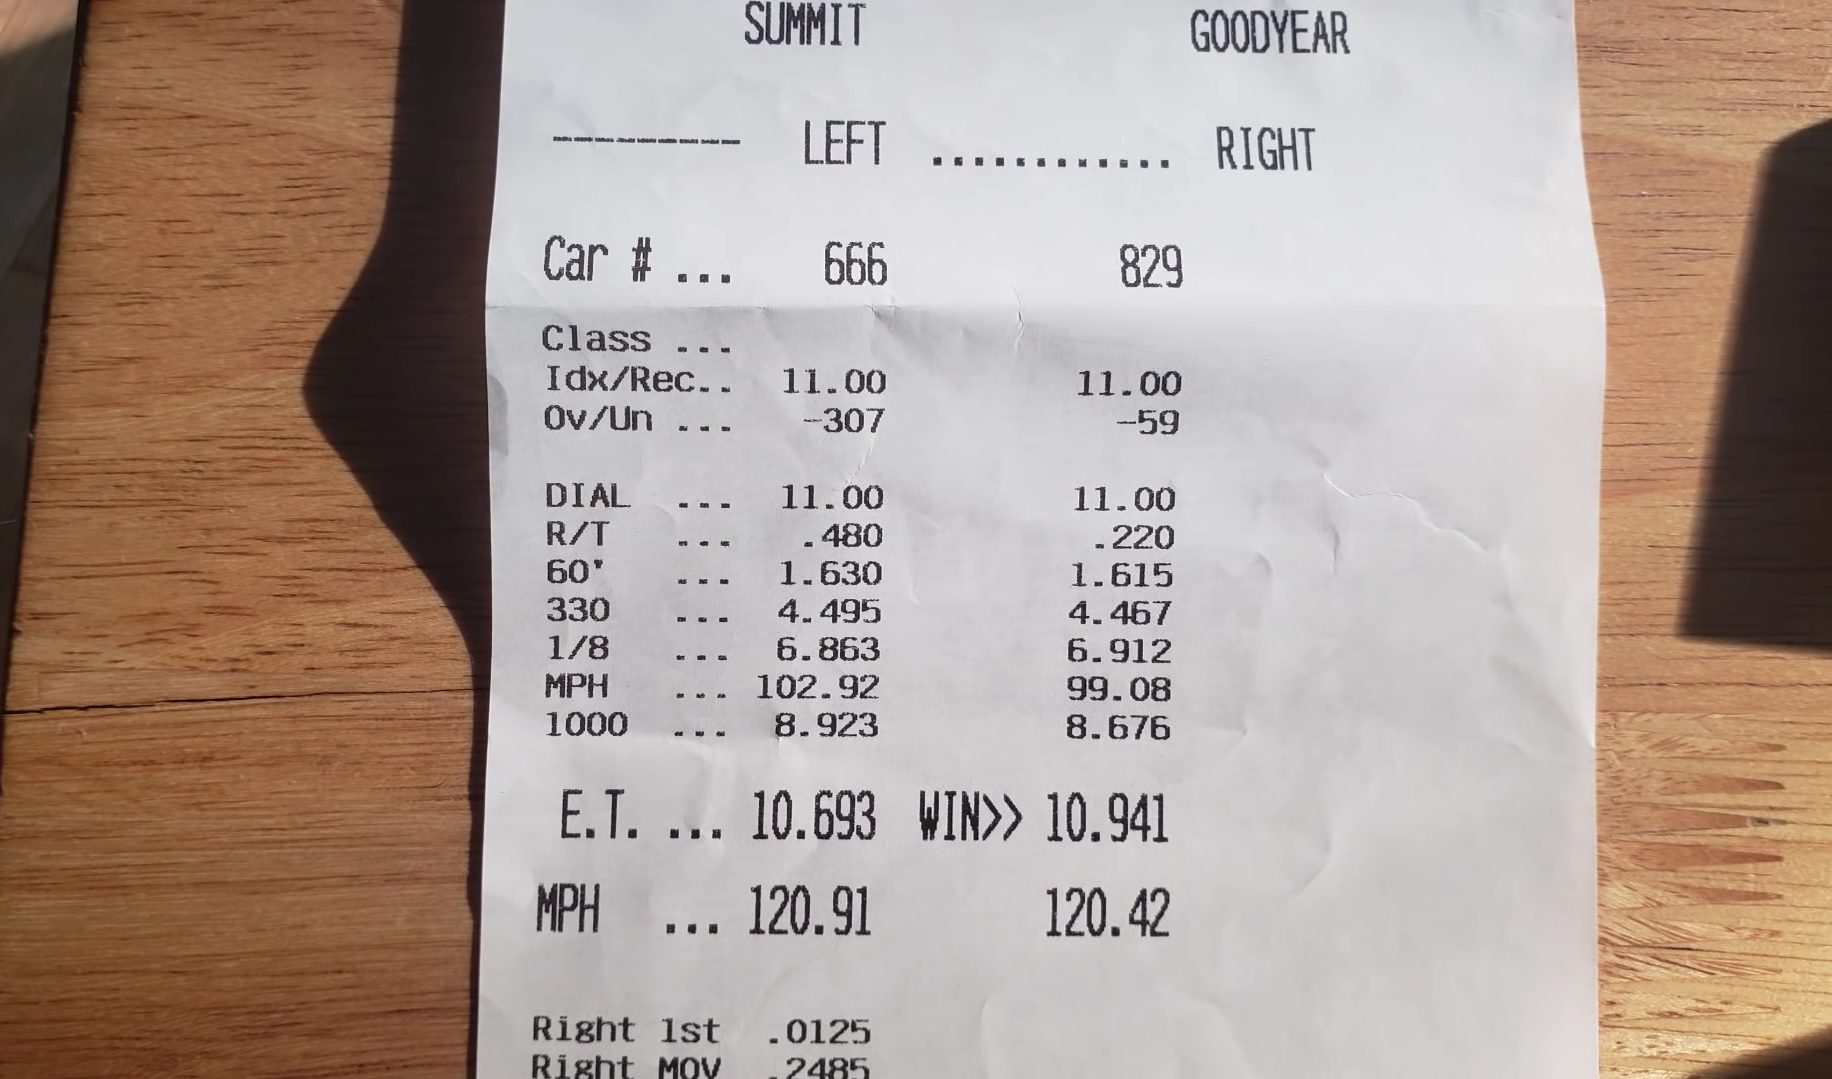 SUMMIT GOODYEAR
--------- LEFT ............ RIGHT
Car # ... 666 829
Class ...
Idx/Rec.. 11.00 11.00
Ov/Un ... -307 -59
DIAL ... 11.00 11.00
R/T ... .480 .220
60' ... 1.630 1.615
330 ... 4.495 4.467
1/8 ... 6.863 6.912
MPH ... 102.92 99.08
1000 ... 8.923 8.676
E.T. ... 10.693 WIN>> 10.941
MPH ... 120.91 120.42
Right 1st .0125
Right MOV .2485